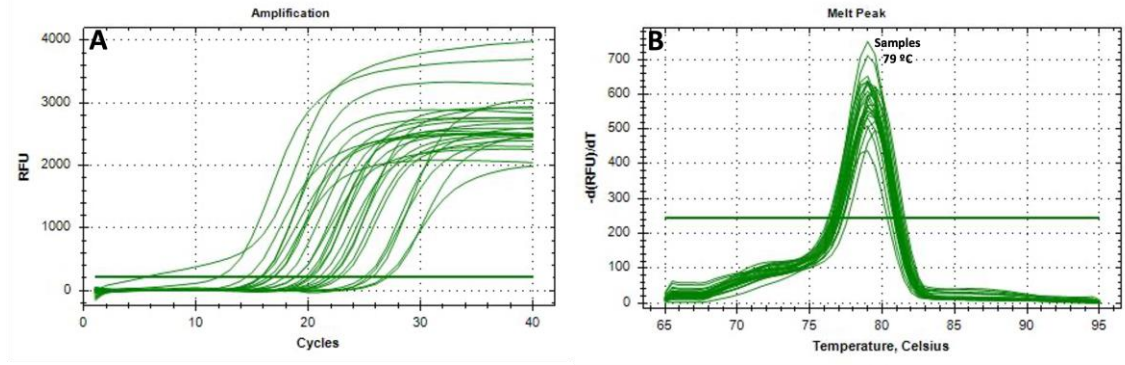 Amplification
A
4000
3000
2000
1000
0
RFU
0 10 20 30 40
Cycles
Melt Peak
B
Samples
79 ºC
700
600
500
400
300
200
100
0
-d(RFU)/dT
65 70 75 80 85 90 95
Temperature, Celsius